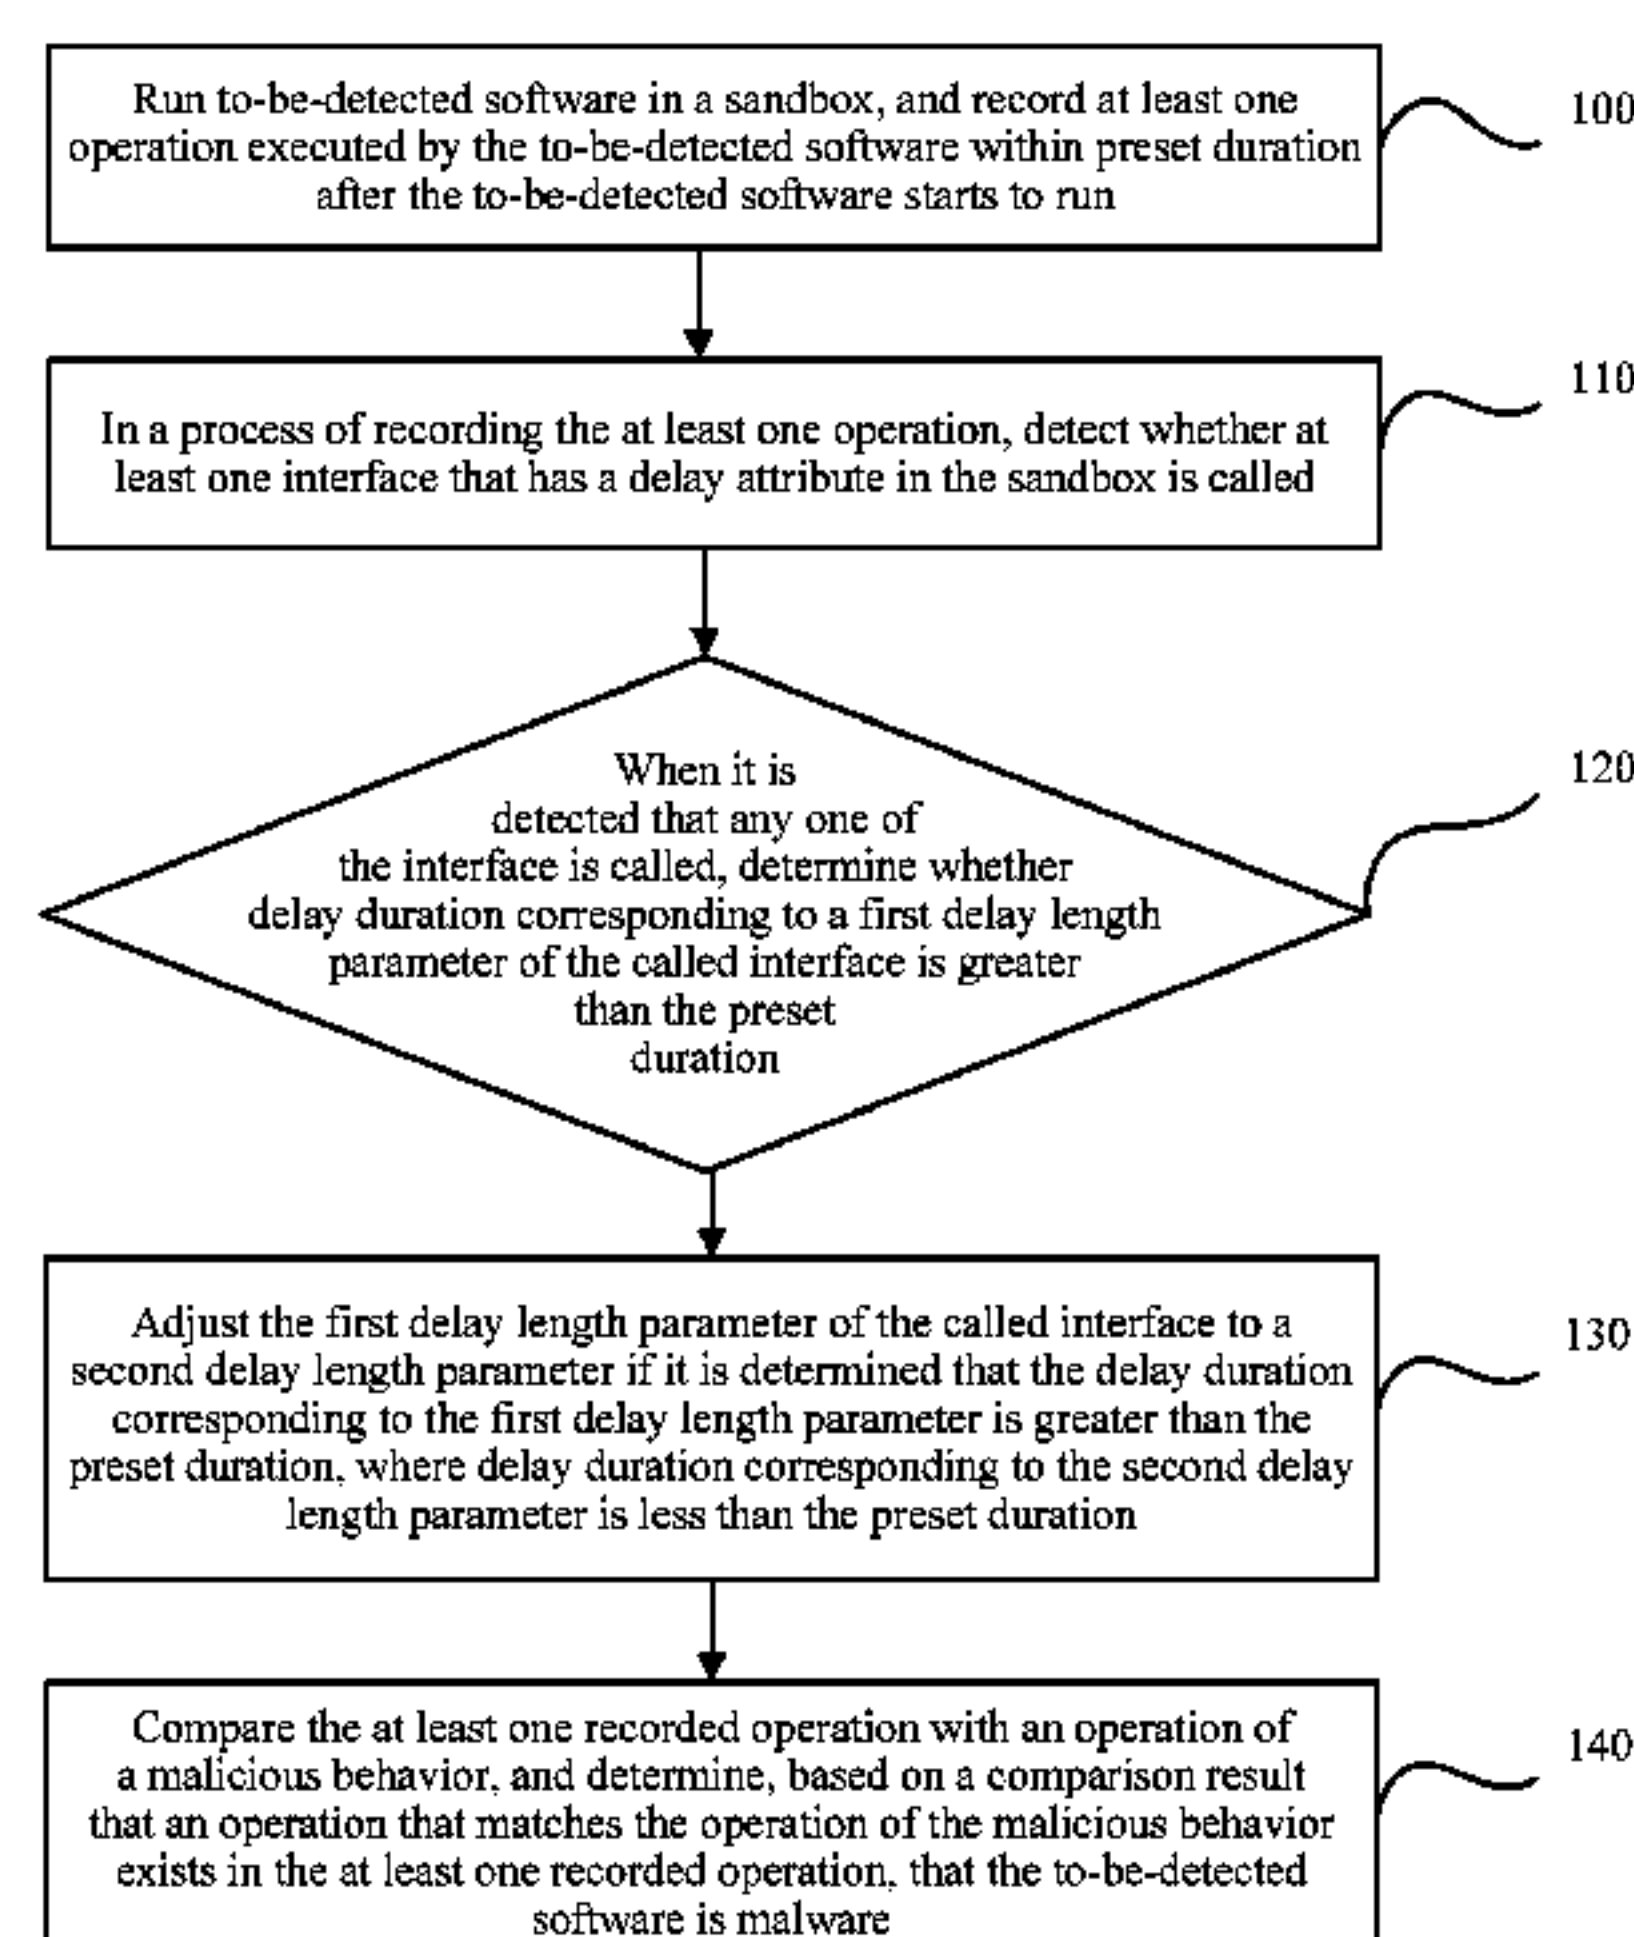 Run to-be-detected software in a sandbox, and record at least one
operation executed by the to-be-detected software within preset duration
after the to-be-detected software starts to run
100
In a process of recording the at least one operation, detect whether at
least one interface that has a delay attribute in the sandbox is called
110
When it is
detected that any one of
the interface is called, determine whether
delay duration corresponding to a first delay length
parameter of the called interface is greater
than the preset
duration
120
Adjust the first delay length parameter of the called interface to a
second delay length parameter if it is determined that the delay duration
corresponding to the first delay length parameter is greater than the
preset duration, where delay duration corresponding to the second delay
length parameter is less than the preset duration
130
Compare the at least one recorded operation with an operation of
a malicious behavior, and determine, based on a comparison result
that an operation that matches the operation of the malicious behavior
exists in the at least one recorded operation, that the to-be-detected
software is malware
140